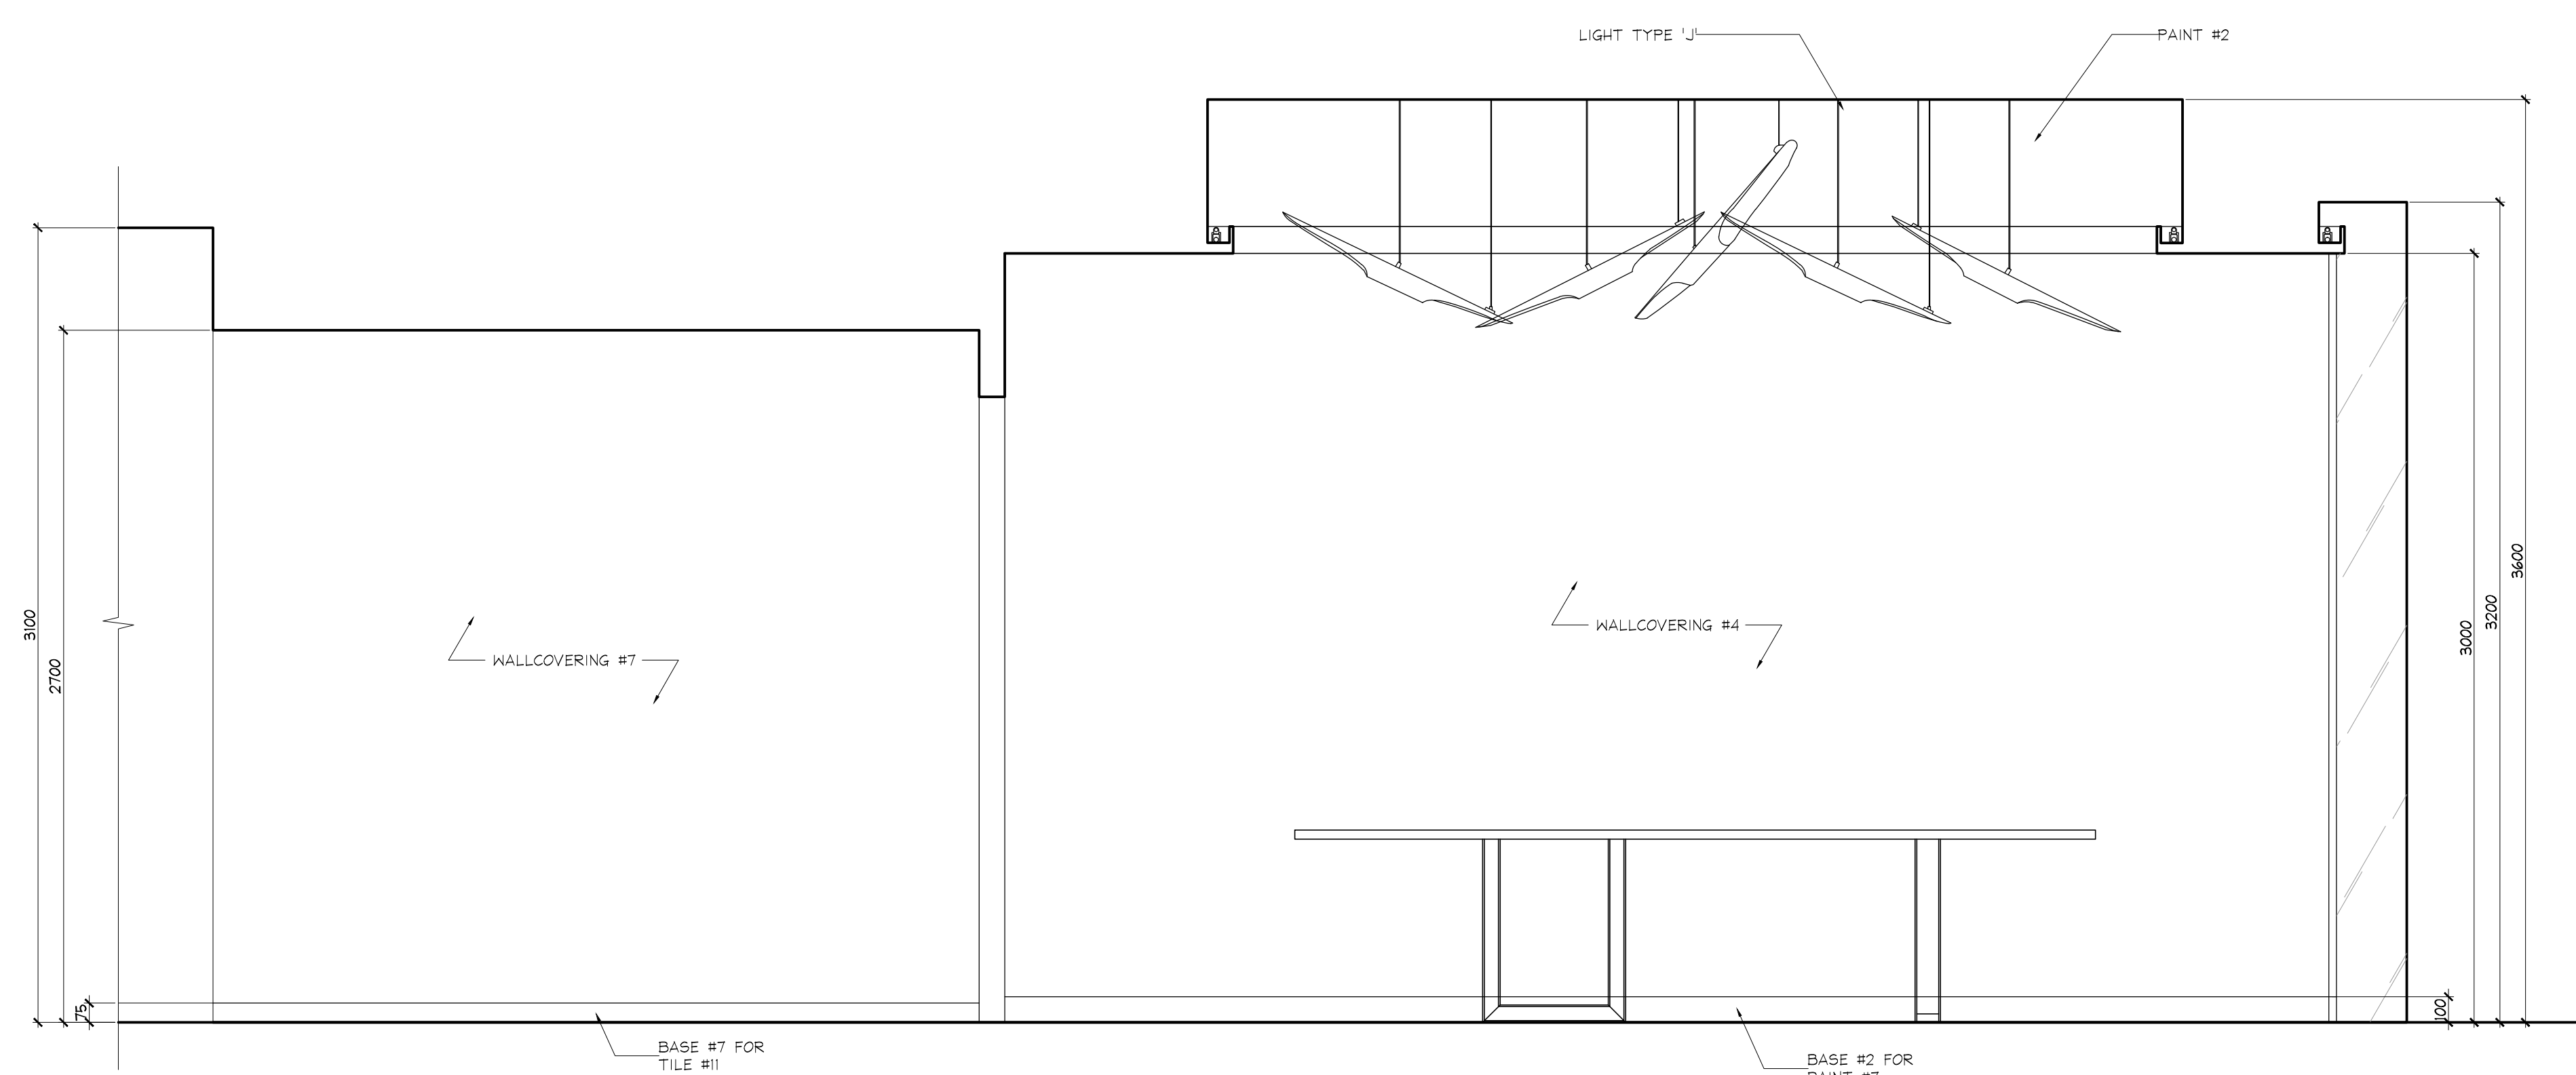 LIGHT TYPE 'J'
PAINT #2
3100
2700
75
WALLCOVERING #7
WALLCOVERING #4
3000
3200
3600
100
BASE #7 FOR
TILE #11
BASE #2 FOR